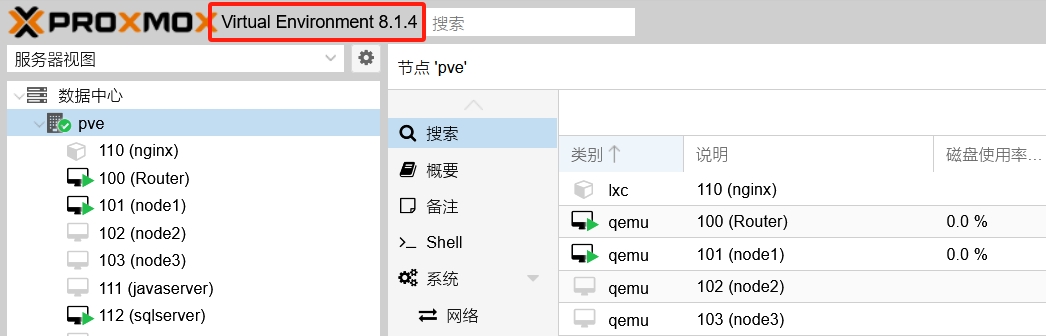 PROXMOX Virtual Environment 8.1.4 搜索
服务器视图
数据中心
pve
110 (nginx)
100 (Router)
101 (node1)
102 (node2)
103 (node3)
111 (javaserver)
112 (sqlserver)
节点 'pve'
搜索
概要
备注
Shell
系统
网络
类别 说明 磁盘使用率...
lxc 110 (nginx)
qemu 100 (Router) 0.0 %
qemu 101 (node1) 0.0 %
qemu 102 (node2)
qemu 103 (node3)